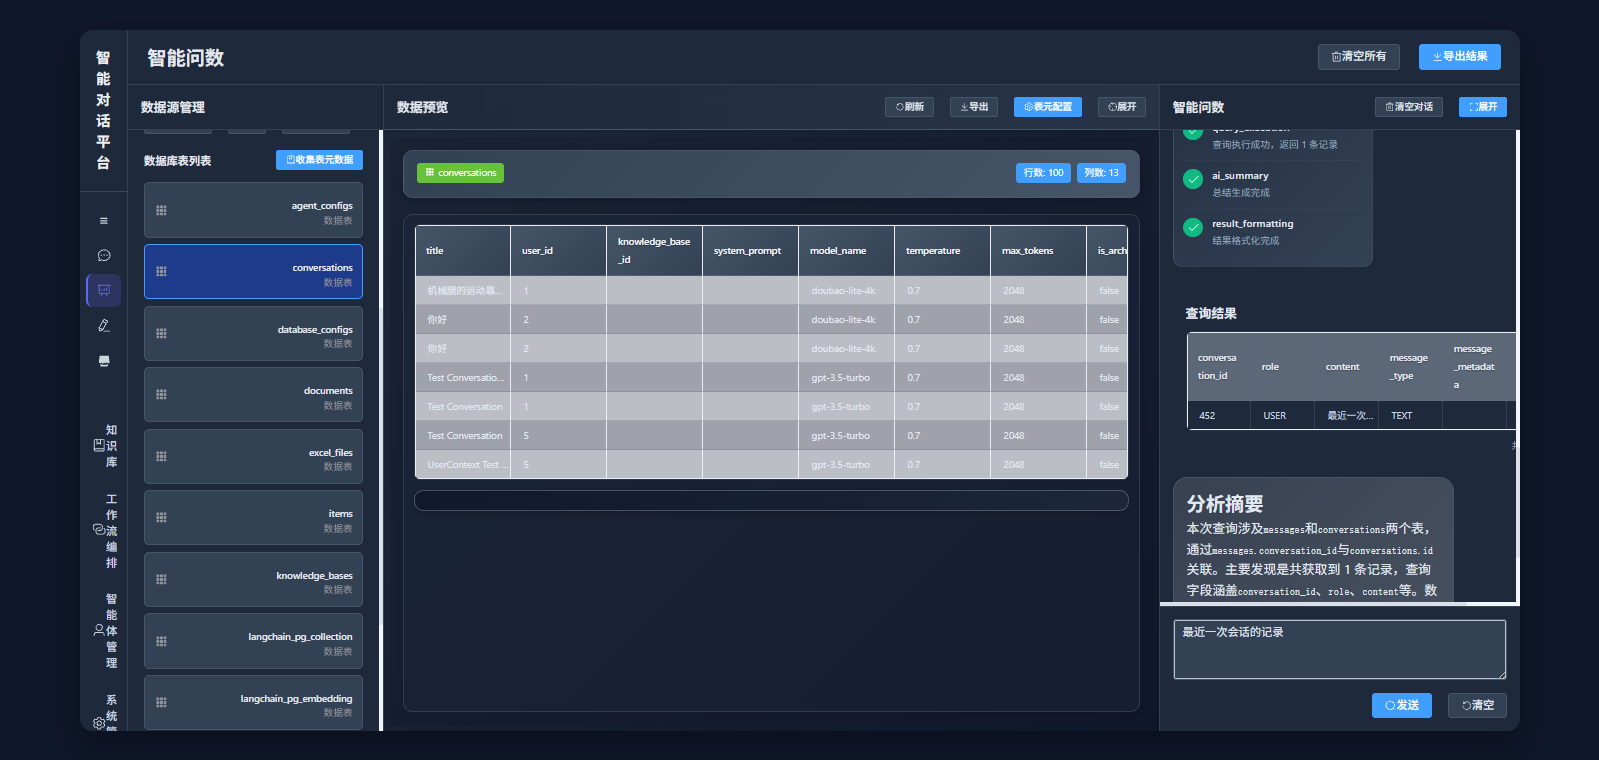 智能对话平台
知识库
工作流编排
智能体管理
系统管
智能问数
清空所有
导出结果
数据源管理
数据库表列表
收集表元数据
agent_configs
数据表
conversations
数据表
database_configs
数据表
documents
数据表
excel_files
数据表
items
数据表
knowledge_bases
数据表
langchain_pg_collection
数据表
langchain_pg_embedding
数据表
数据预览
刷新
导出
表元配置
展开
conversations
行数: 100
列数: 13
title user_id knowledge_base_id system_prompt model_name temperature max_tokens is_arch
机械腿的运动靠... 1 doubao-lite-4k 0.7 2048 false
你好 2 doubao-lite-4k 0.7 2048 false
你好 2 doubao-lite-4k 0.7 2048 false
Test Conversatio... 1 gpt-3.5-turbo 0.7 2048 false
Test Conversation 1 gpt-3.5-turbo 0.7 2048 false
Test Conversation 5 gpt-3.5-turbo 0.7 2048 false
UserContext Test ... 5 gpt-3.5-turbo 0.7 2048 false
智能问数
清空对话
展开
query_execution
查询执行成功，返回 1 条记录
ai_summary
总结生成完成
result_formatting
结果格式化完成
查询结果
conversation_id role content message_type message_metadata
452 USER 最近一次... TEXT
分析摘要
本次查询涉及messages和conversations两个表，
通过messages.conversation_id与conversations.id
关联。主要发现是共获取到 1 条记录，查询
字段涵盖conversation_id、role、content等。数
最近一次会话的记录
发送
清空